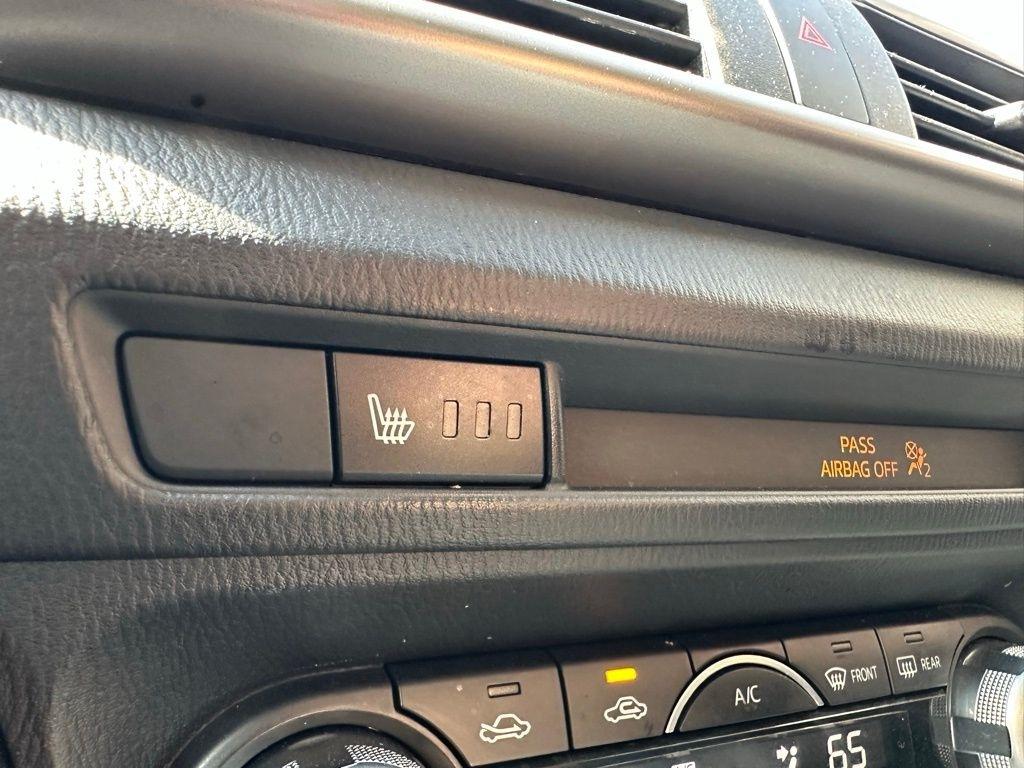 PASS
AIRBAG OFF
2
A/C
FRONT
REAR
65